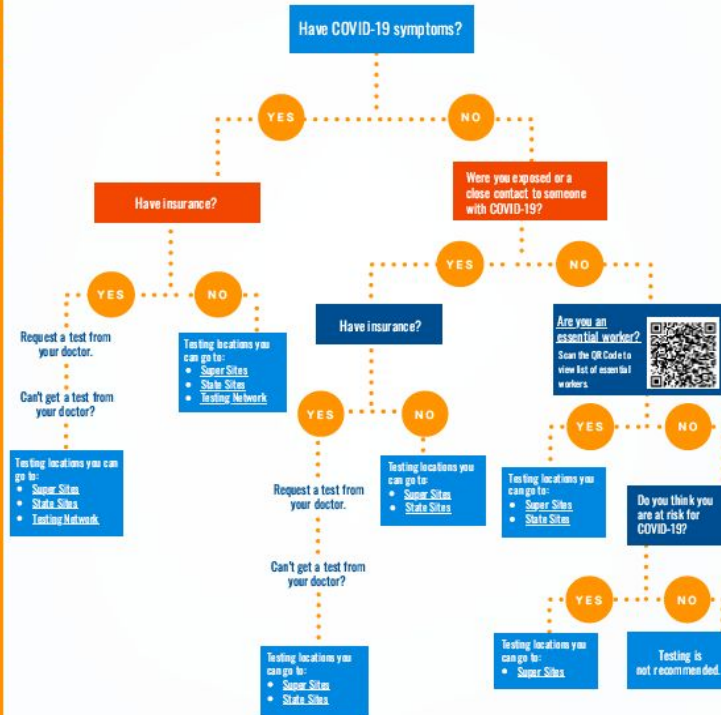 Have COVID-19 symptoms?
YES
NO
Have insurance?
Were you exposed or a
close contact to someone
with COVID-19?
YES
NO
Request a test from
your doctor.
Can't get a test from
your doctor?
Testing locations you can
go to:
• Super Sites
• State Sites
• Testing Network
Testing locations you
can go to:
• Super Sites
• State Sites
• Testing Network
YES
NO
Have insurance?
YES
NO
Request a test from
your doctor.
Can't get a test from
your doctor?
Testing locations you
can go to:
• Super Sites
• State Sites
Testing locations you
can go to:
• Super Sites
• State Sites
Are you an
essential worker?
Scan the QR Code to
view list of essential
workers.
YES
NO
Testing locations you
can go to:
• Super Sites
• State Sites
Do you think you
are at risk for
COVID-19?
YES
NO
Testing locations you
can go to:
• Super Sites
Testing is
not recommended.